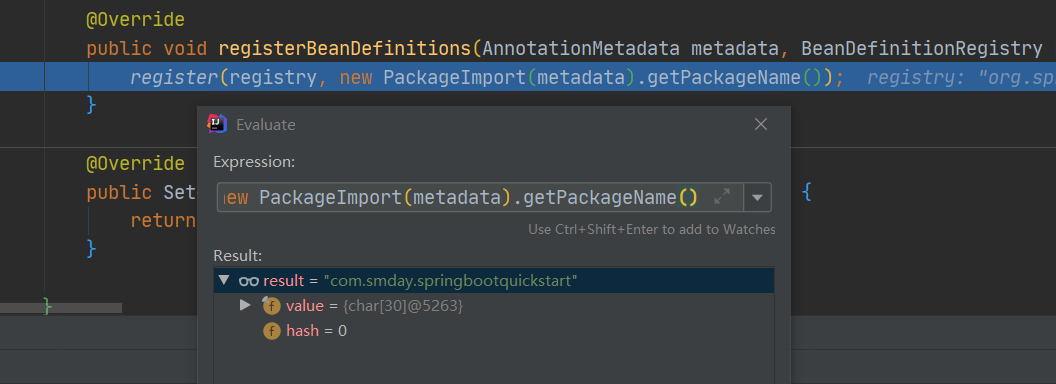 @Override
public void registerBeanDefinitions(AnnotationMetadata metadata, BeanDefinitionRegistry
register(registry, new PackageImport(metadata).getPackageName()); registry: "org.sp
}
Evaluate
Expression:
new PackageImport(metadata).getPackageName()
Use Ctrl+Shift+Enter to add to Watches
Result:
result = "com.smday.springbootquickstart"
value = {char[30]@5263}
hash = 0
@Override
public Set
{
return
}
}